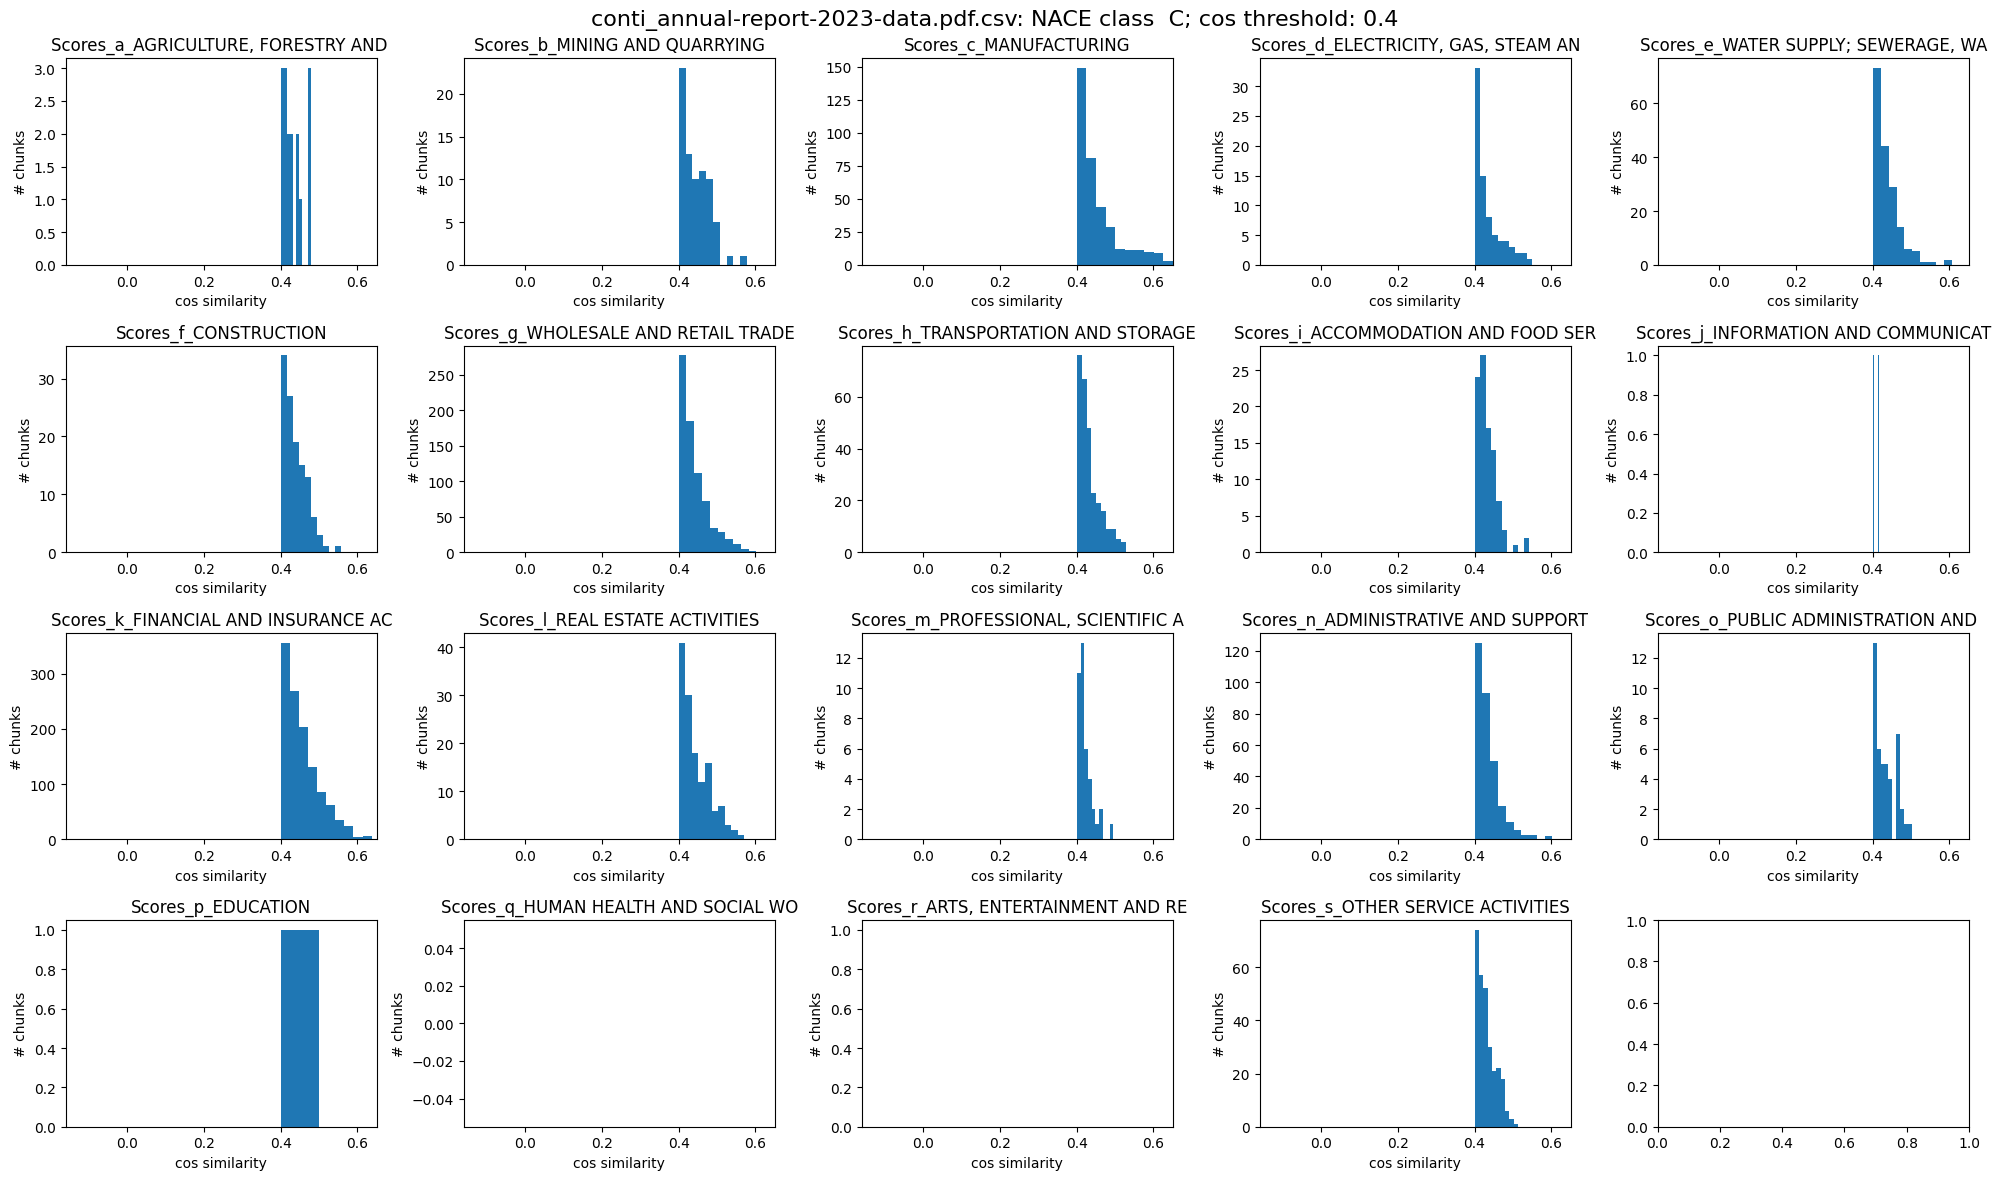 conti_annual-report-2023-data.pdf.csv: NACE class  C; cos threshold: 0.4
Scores_a_AGRICULTURE, FORESTRY AND
3.0
2.5
2.0
1.5
1.0
0.5
0.0
# chunks
0.0 0.2 0.4 0.6
cos similarity
Scores_b_MINING AND QUARRYING
20
15
10
5
0
# chunks
0.0 0.2 0.4 0.6
cos similarity
Scores_c_MANUFACTURING
150
125
100
75
50
25
0
# chunks
0.0 0.2 0.4 0.6
cos similarity
Scores_d_ELECTRICITY, GAS, STEAM AN
30
25
20
15
10
5
0
# chunks
0.0 0.2 0.4 0.6
cos similarity
Scores_e_WATER SUPPLY; SEWERAGE, WA
60
40
20
0
# chunks
0.0 0.2 0.4 0.6
cos similarity
Scores_f_CONSTRUCTION
30
20
10
0
# chunks
0.0 0.2 0.4 0.6
cos similarity
Scores_g_WHOLESALE AND RETAIL TRADE
250
200
150
100
50
0
# chunks
0.0 0.2 0.4 0.6
cos similarity
Scores_h_TRANSPORTATION AND STORAGE
60
40
20
0
# chunks
0.0 0.2 0.4 0.6
cos similarity
Scores_i_ACCOMMODATION AND FOOD SER
25
20
15
10
5
0
# chunks
0.0 0.2 0.4 0.6
cos similarity
Scores_j_INFORMATION AND COMMUNICAT
1.0
0.8
0.6
0.4
0.2
0.0
# chunks
0.0 0.2 0.4 0.6
cos similarity
Scores_k_FINANCIAL AND INSURANCE AC
300
200
100
0
# chunks
0.0 0.2 0.4 0.6
cos similarity
Scores_l_REAL ESTATE ACTIVITIES
40
30
20
10
0
# chunks
0.0 0.2 0.4 0.6
cos similarity
Scores_m_PROFESSIONAL, SCIENTIFIC A
12
10
8
6
4
2
0
# chunks
0.0 0.2 0.4 0.6
cos similarity
Scores_n_ADMINISTRATIVE AND SUPPORT
120
100
80
60
40
20
0
# chunks
0.0 0.2 0.4 0.6
cos similarity
Scores_o_PUBLIC ADMINISTRATION AND
12
10
8
6
4
2
0
# chunks
0.0 0.2 0.4 0.6
cos similarity
Scores_p_EDUCATION
1.0
0.8
0.6
0.4
0.2
0.0
# chunks
0.0 0.2 0.4 0.6
cos similarity
Scores_q_HUMAN HEALTH AND SOCIAL WO
0.04
0.02
0.00
−0.02
−0.04
# chunks
0.0 0.2 0.4 0.6
cos similarity
Scores_r_ARTS, ENTERTAINMENT AND RE
1.0
0.8
0.6
0.4
0.2
0.0
# chunks
0.0 0.2 0.4 0.6
cos similarity
Scores_s_OTHER SERVICE ACTIVITIES
60
40
20
0
# chunks
0.0 0.2 0.4 0.6
cos similarity
1.0
0.8
0.6
0.4
0.2
0.0
0.0 0.2 0.4 0.6 0.8 1.0